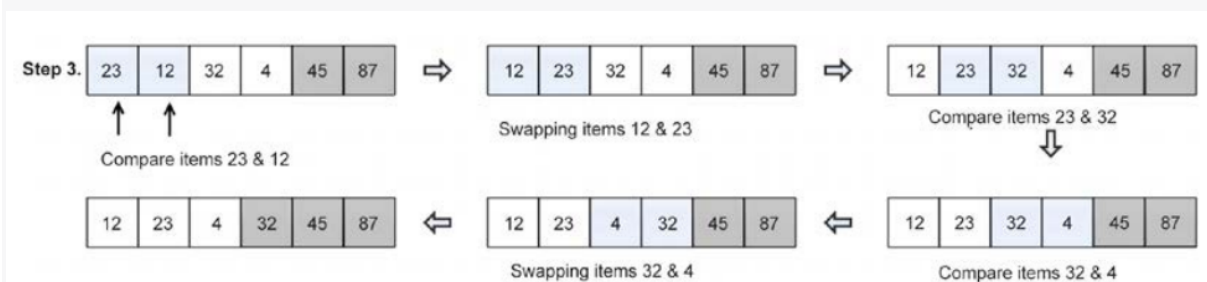 Step 3. 23 12 32 4 45 87
12 23 32 4 45 87
12 23 32 4 45 87
Compare items 23 & 12
Swapping items 12 & 23
Compare items 23 & 32
12 23 32 4 45 87
Compare items 32 & 4
12 23 4 32 45 87
Swapping items 32 & 4
12 23 4 32 45 87